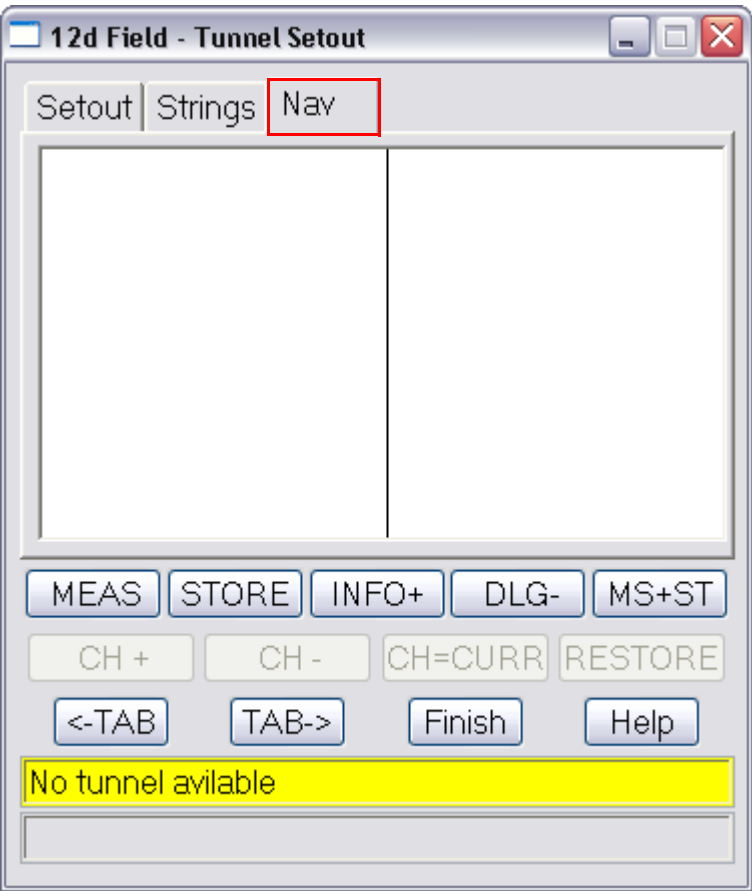 12d Field - Tunnel Setout
Setout Strings Nav
MEAS STORE INFO+ DLG- MS+ST
CH + CH - CH=CURR RESTORE
<-TAB TAB-> Finish Help
No tunnel avilable